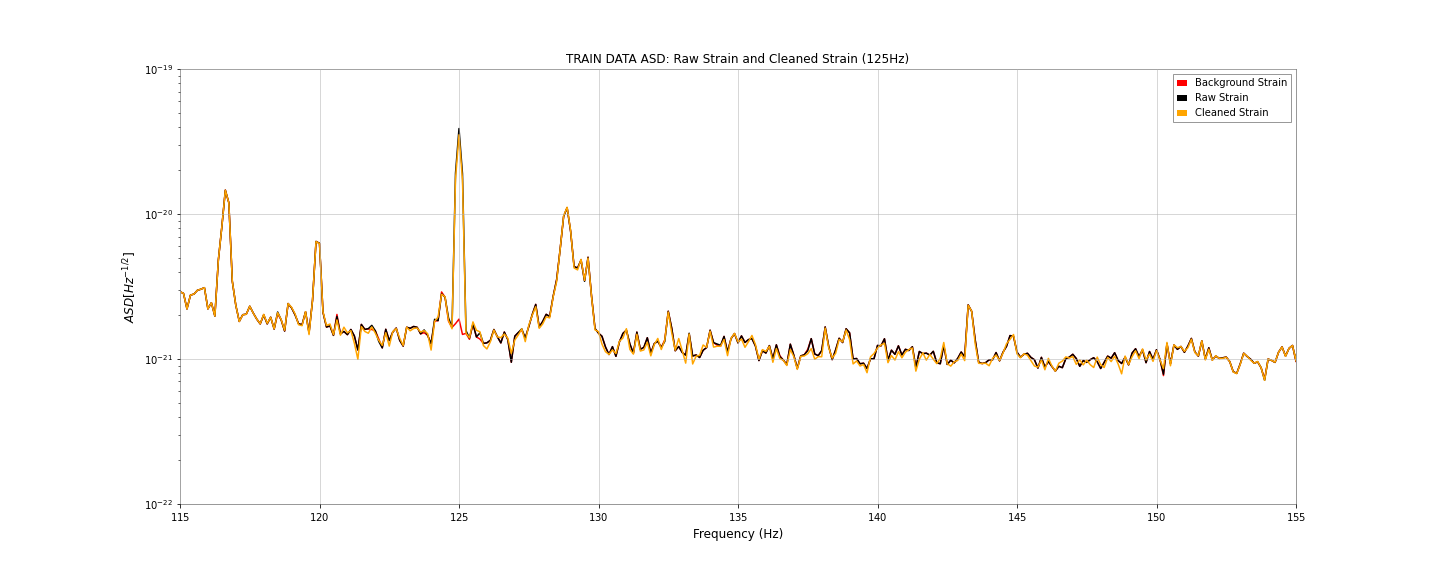 TRAIN DATA ASD: Raw Strain and Cleaned Strain (125Hz)
Background Strain
Raw Strain
Cleaned Strain
ASD[Hz^{-1/2}]
10^{-19}
10^{-20}
10^{-21}
10^{-22}
115 120 125 130 135 140 145 150 155
Frequency (Hz)